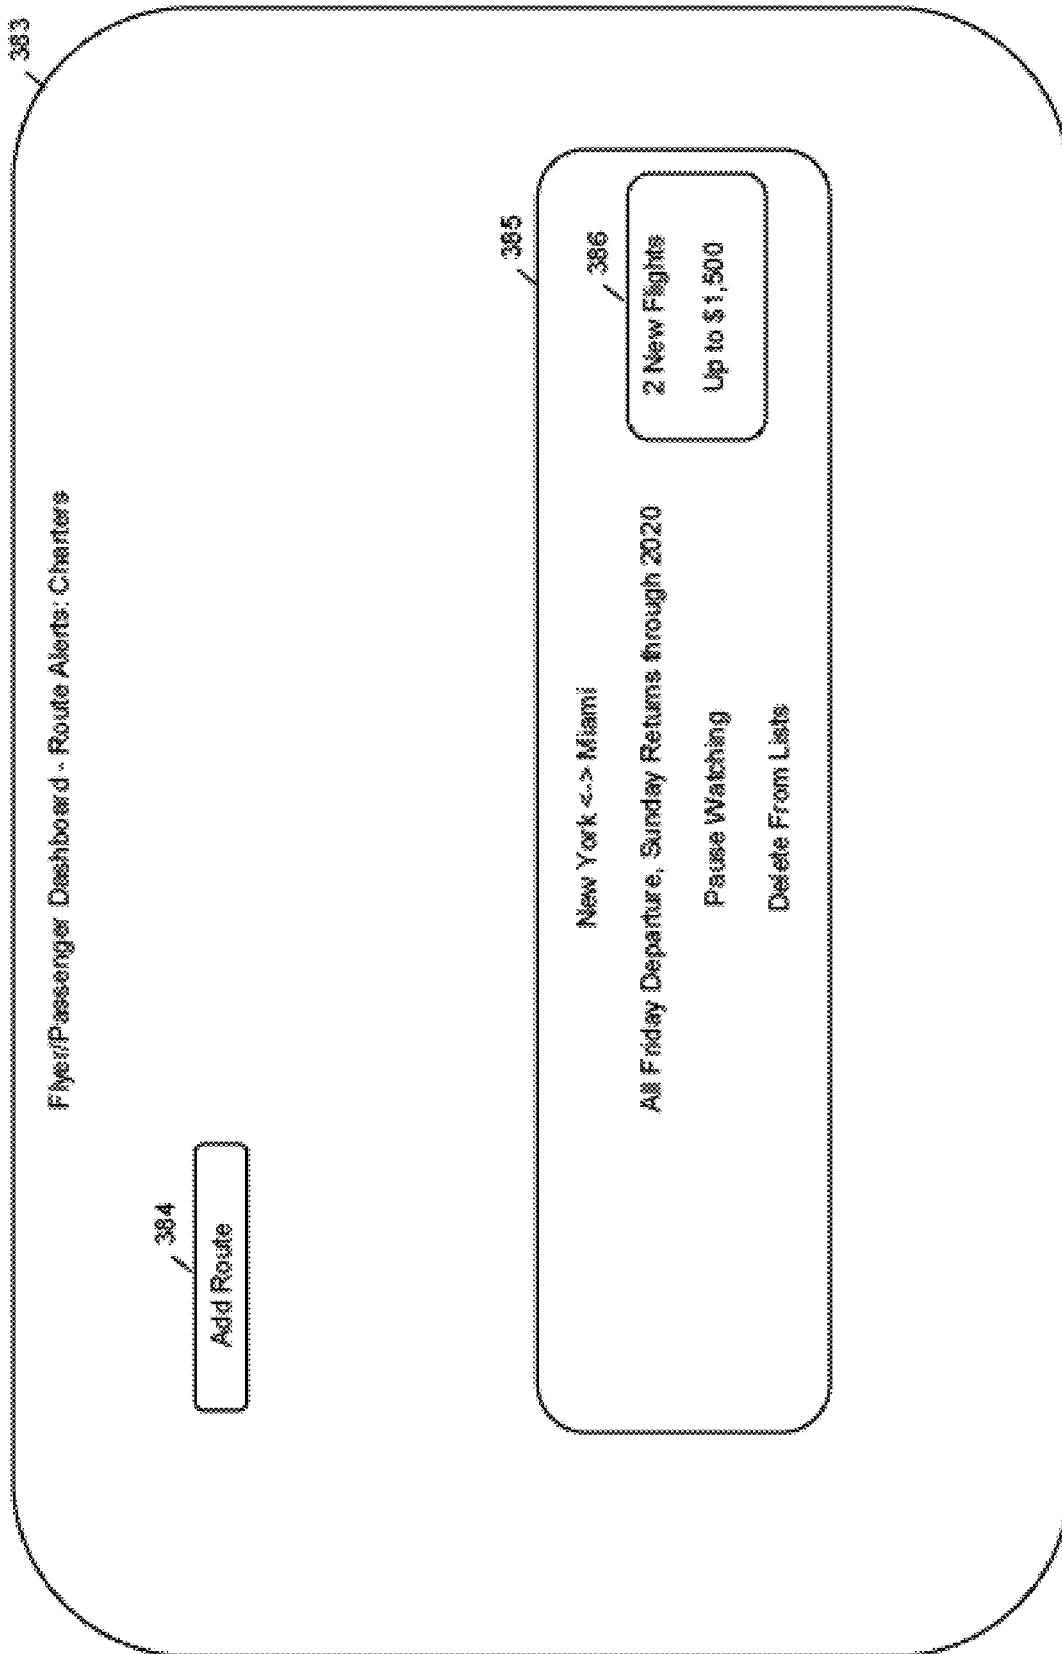 383
Flyer/Passenger Dashboard - Route Alerts: Charters
384
Add Route
385
New York <-> Miami
386
2 New Flights
All Friday Departure, Sunday Returns through 2020
Up to $1,500
Pause Watching
Delete From Lists